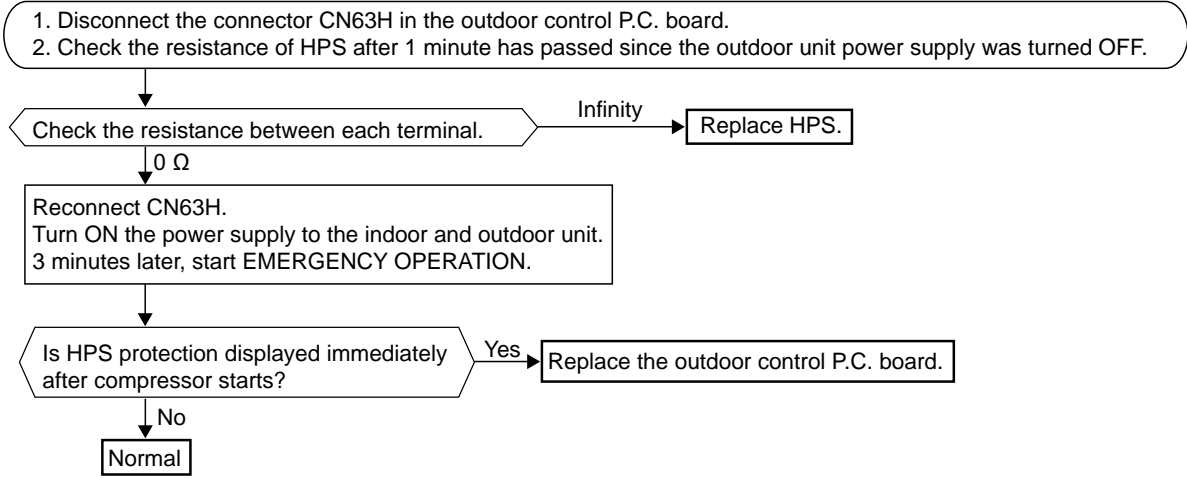 1. Disconnect the connector CN63H in the outdoor control P.C. board.
2. Check the resistance of HPS after 1 minute has passed since the outdoor unit power supply was turned OFF.
Check the resistance between each terminal.
Infinity
Replace HPS.
0 Ω
Reconnect CN63H.
Turn ON the power supply to the indoor and outdoor unit.
3 minutes later, start EMERGENCY OPERATION.
Is HPS protection displayed immediately
after compressor starts?
Yes
Replace the outdoor control P.C. board.
No
Normal